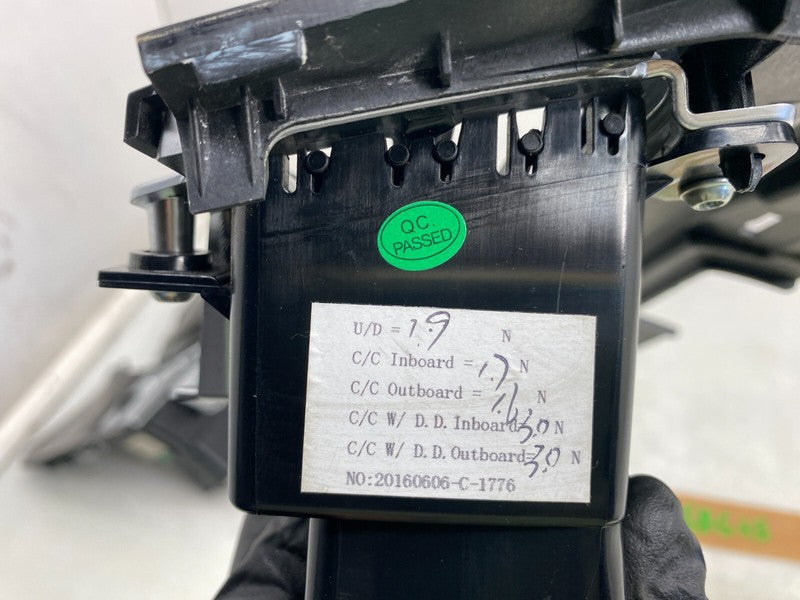 QC
PASSED
U/D = 1.9 N
C/C Inboard = 1.7 N
C/C Outboard = 1.6 N
C/C W/ D.D. Inboard= 3.0 N
C/C W/ D.D. Outboard= 3.0 N
NO:20160606-C-1776